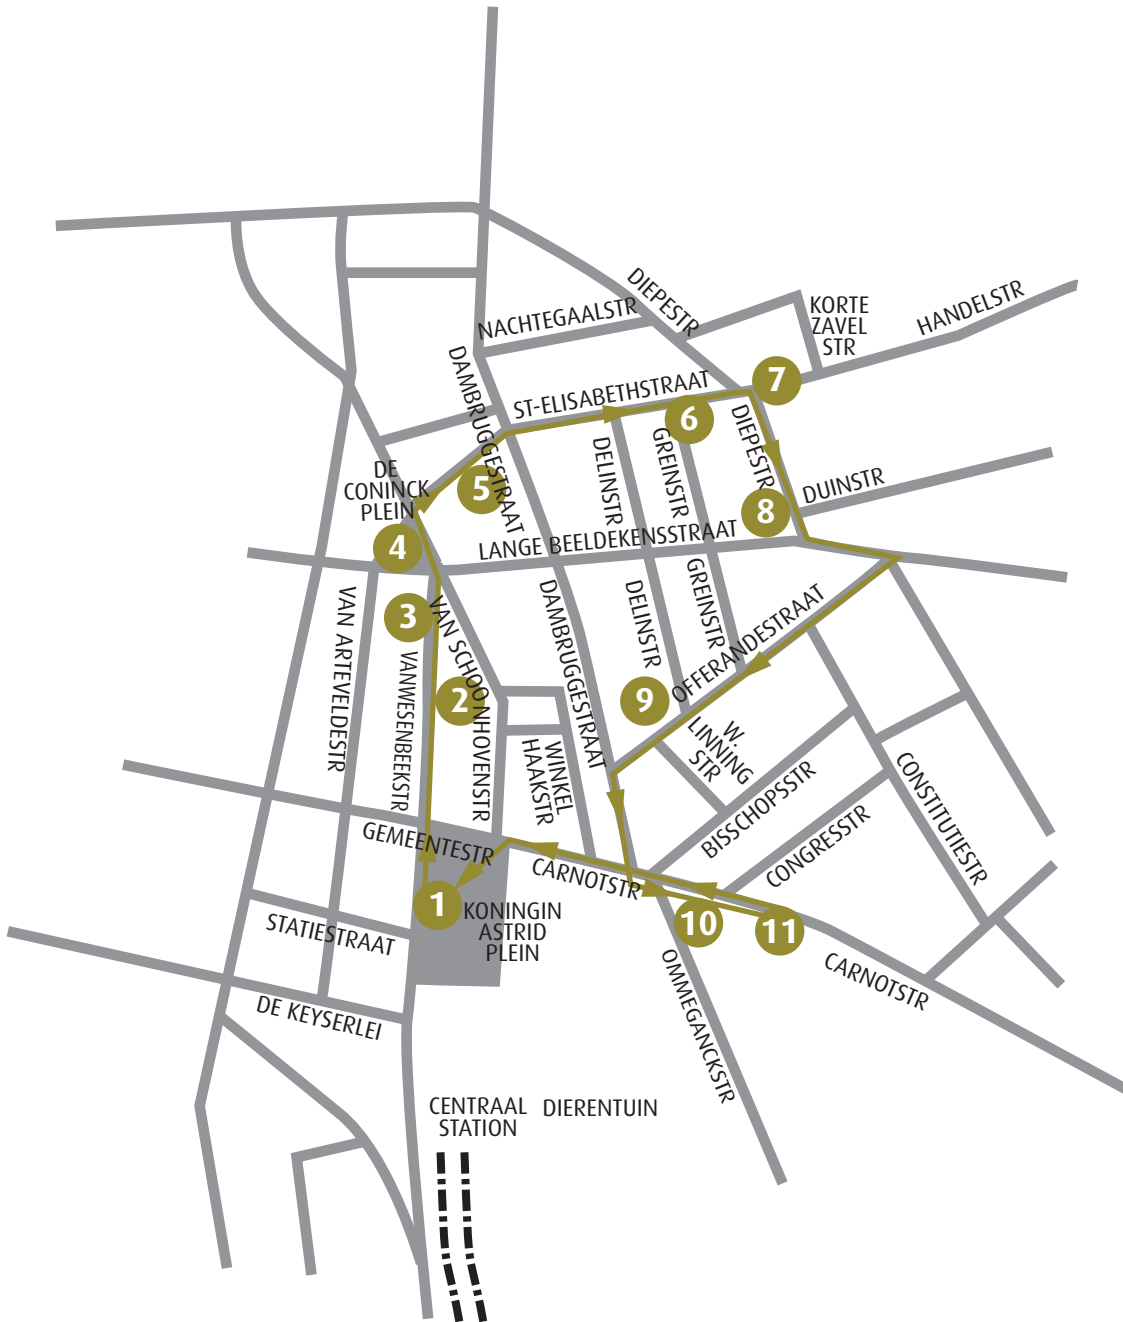 DIEPESTR
NACHTEGAALSTR
KORTE
ZAVEL
STR
HANDELSTR
DAMBRUGGESTRAAT
ST-ELISABETHSTRAAT
7
6
DIEPESTR
DELINSTR
GREINSTR
DE
CONINCK
PLEIN
5
8
DUINSTR
4
LANGE BEELDEKENSSTRAAT
3
VAN ARTEVELDESTR
VANWESENBEEKSTR
VAN SCHOONHOVENSTR
2
DAMBRUGGESTRAAT
DELINSTR
GREINSTR
OFFERANDESTRAAT
9
W.
LINNING
STR
WINKEL
HAAKSTR
BISSCHOPSSTR
CONGRESSTR
CONSTITUTIESTR
GEMEENTESTR
CARNOTSTR
1
KONINGIN
ASTRID
PLEIN
10
11
STATIESTRAAT
CARNOTSTR
OMMEGANCKSTR
DE KEYSERLEI
CENTRAAL
STATION
DIERENTUIN